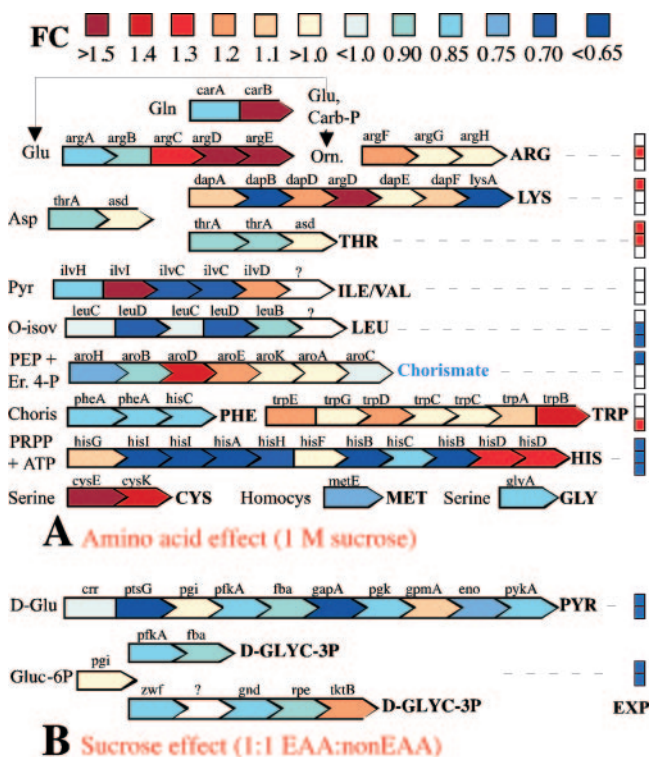 FC
>1.5 1.4 1.3 1.2 1.1 >1.0 <1.0 0.90 0.85 0.75 0.70 <0.65
carA carB
Gln Glu, Carb-P
argA argB argC argD argE argF argG argH
Glu Orn. ARG
dapA dapB dapD argD dapE dapF lysA
LYS
thrA asd
Asp
thrA thrA asd
THR
ilvH ilvI ilvC ilvC ilvD ?
Pyr ILE/VAL
leuC leuD leuC leuD leuB ?
O-isov LEU
aroH aroB aroD aroE aroK aroA aroC
PEP + Er. 4-P Chorismate
pheA pheA hisC trpE trpG trpD trpC trpC trpA trpB
Choris PHE TRP
hisG hisI hisI hisA hisH hisF hisB hisC hisB hisD hisD
PRPP + ATP HIS
cysE cysK metE glyA
Serine CYS Homocys MET Serine GLY
A Amino acid effect (1 M sucrose)
crr ptsG pgi pfkA fba gapA pgk gpmA eno pykA
D-Glu PYR
pfkA fba
D-GLYC-3P
pgi
Gluc-6P
zwf ? gnd rpe tktB
D-GLYC-3P
EXP
B Sucrose effect (1:1 EAA:nonEAA)